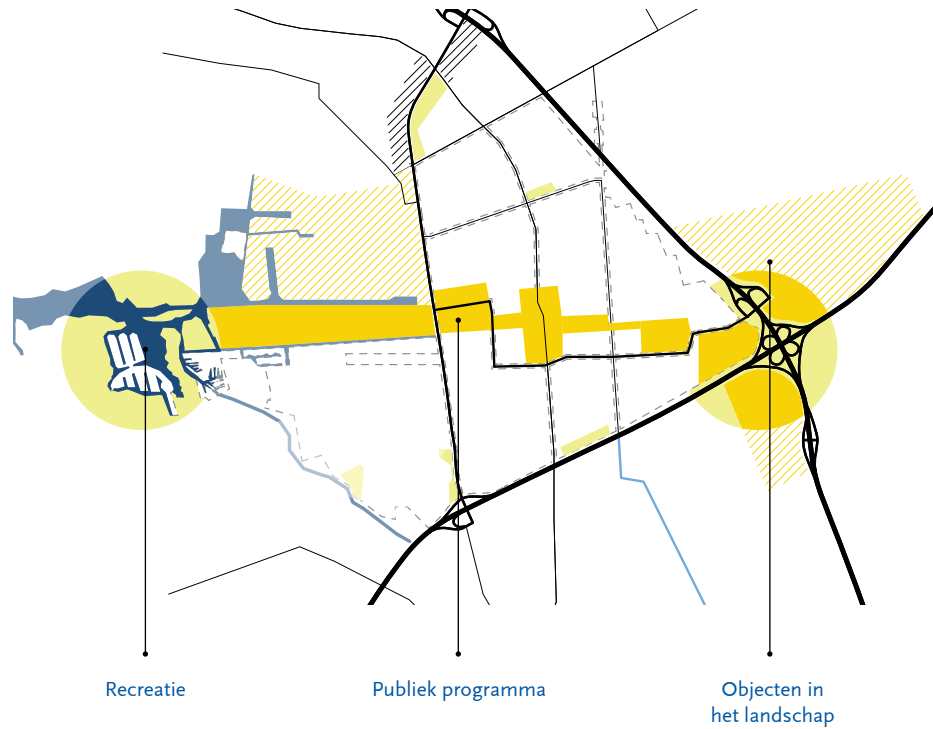 Recreatie
Publiek programma
Objecten in
het landschap